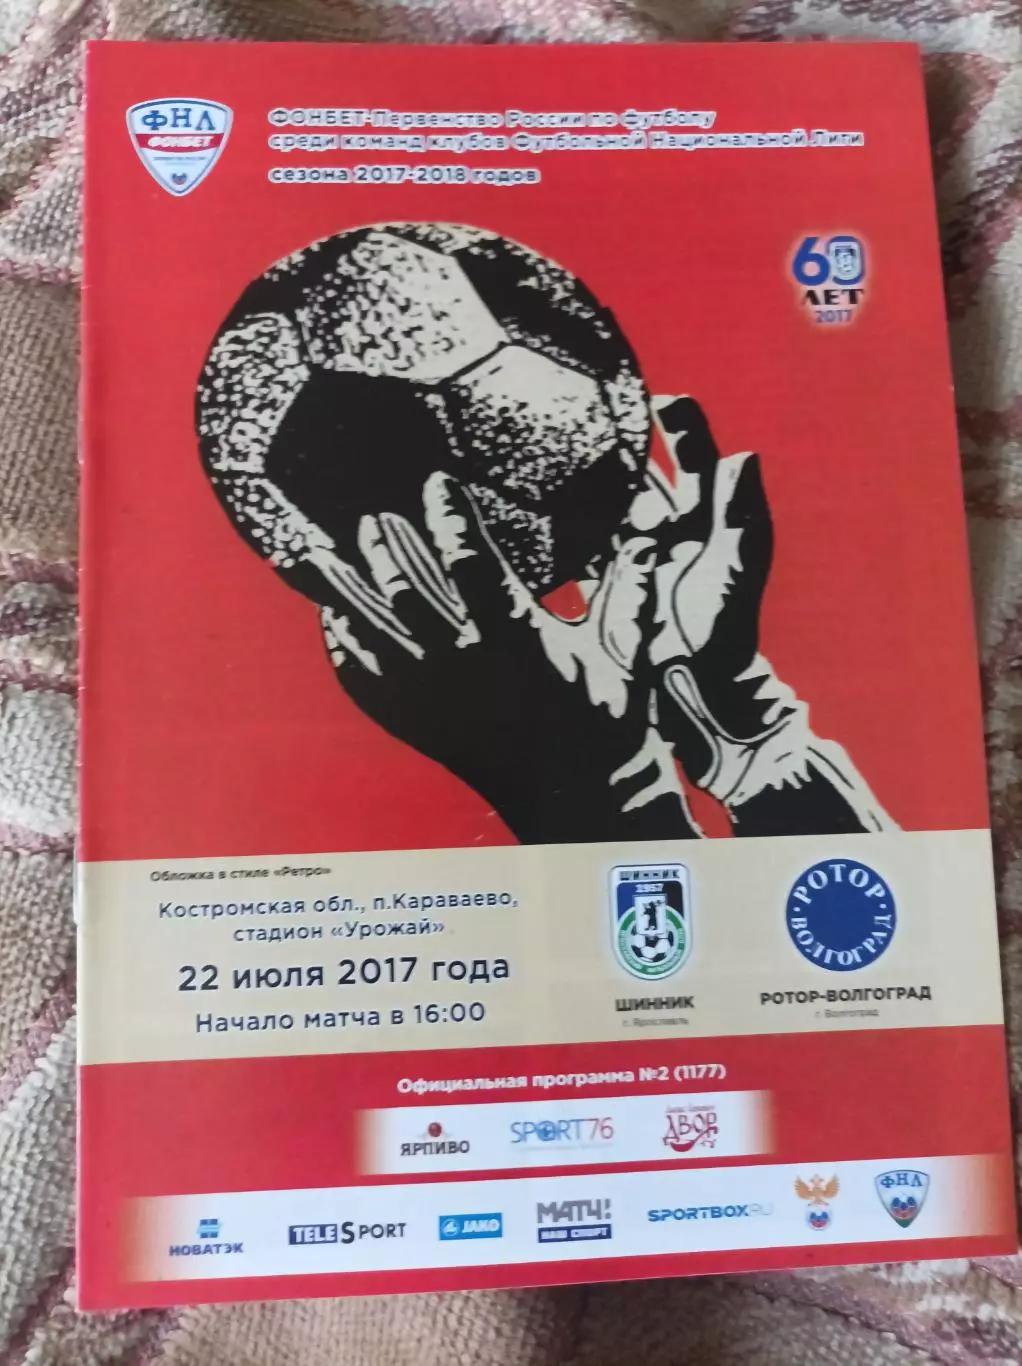 ФНЛ
ФОНБЕТ
ФОНБЕТ-Первенство России по футболу
среди команд клубов Футбольной Национальной Лиги
сезона 2017-2018 годов
60
ЛЕТ
2017
Обложка в стиле «Ретро»
Костромская обл., п.Караваево,
стадион «Урожай»
22 июля 2017 года
Начало матча в 16:00
ШИННИК
1957
ШИННИК
г. Ярославль
РОТОР
ВОЛГОГРАД
РОТОР-ВОЛГОГРАД
г. Волгоград
Официальная программа №2 (1177)
ЯРПИВО
SPORT76
ДВОР
НОВАТЭК
TELESPORT
JAKO
МАТЧ!
НАШ СПОРТ
SPORTBOX.RU
ФНЛ